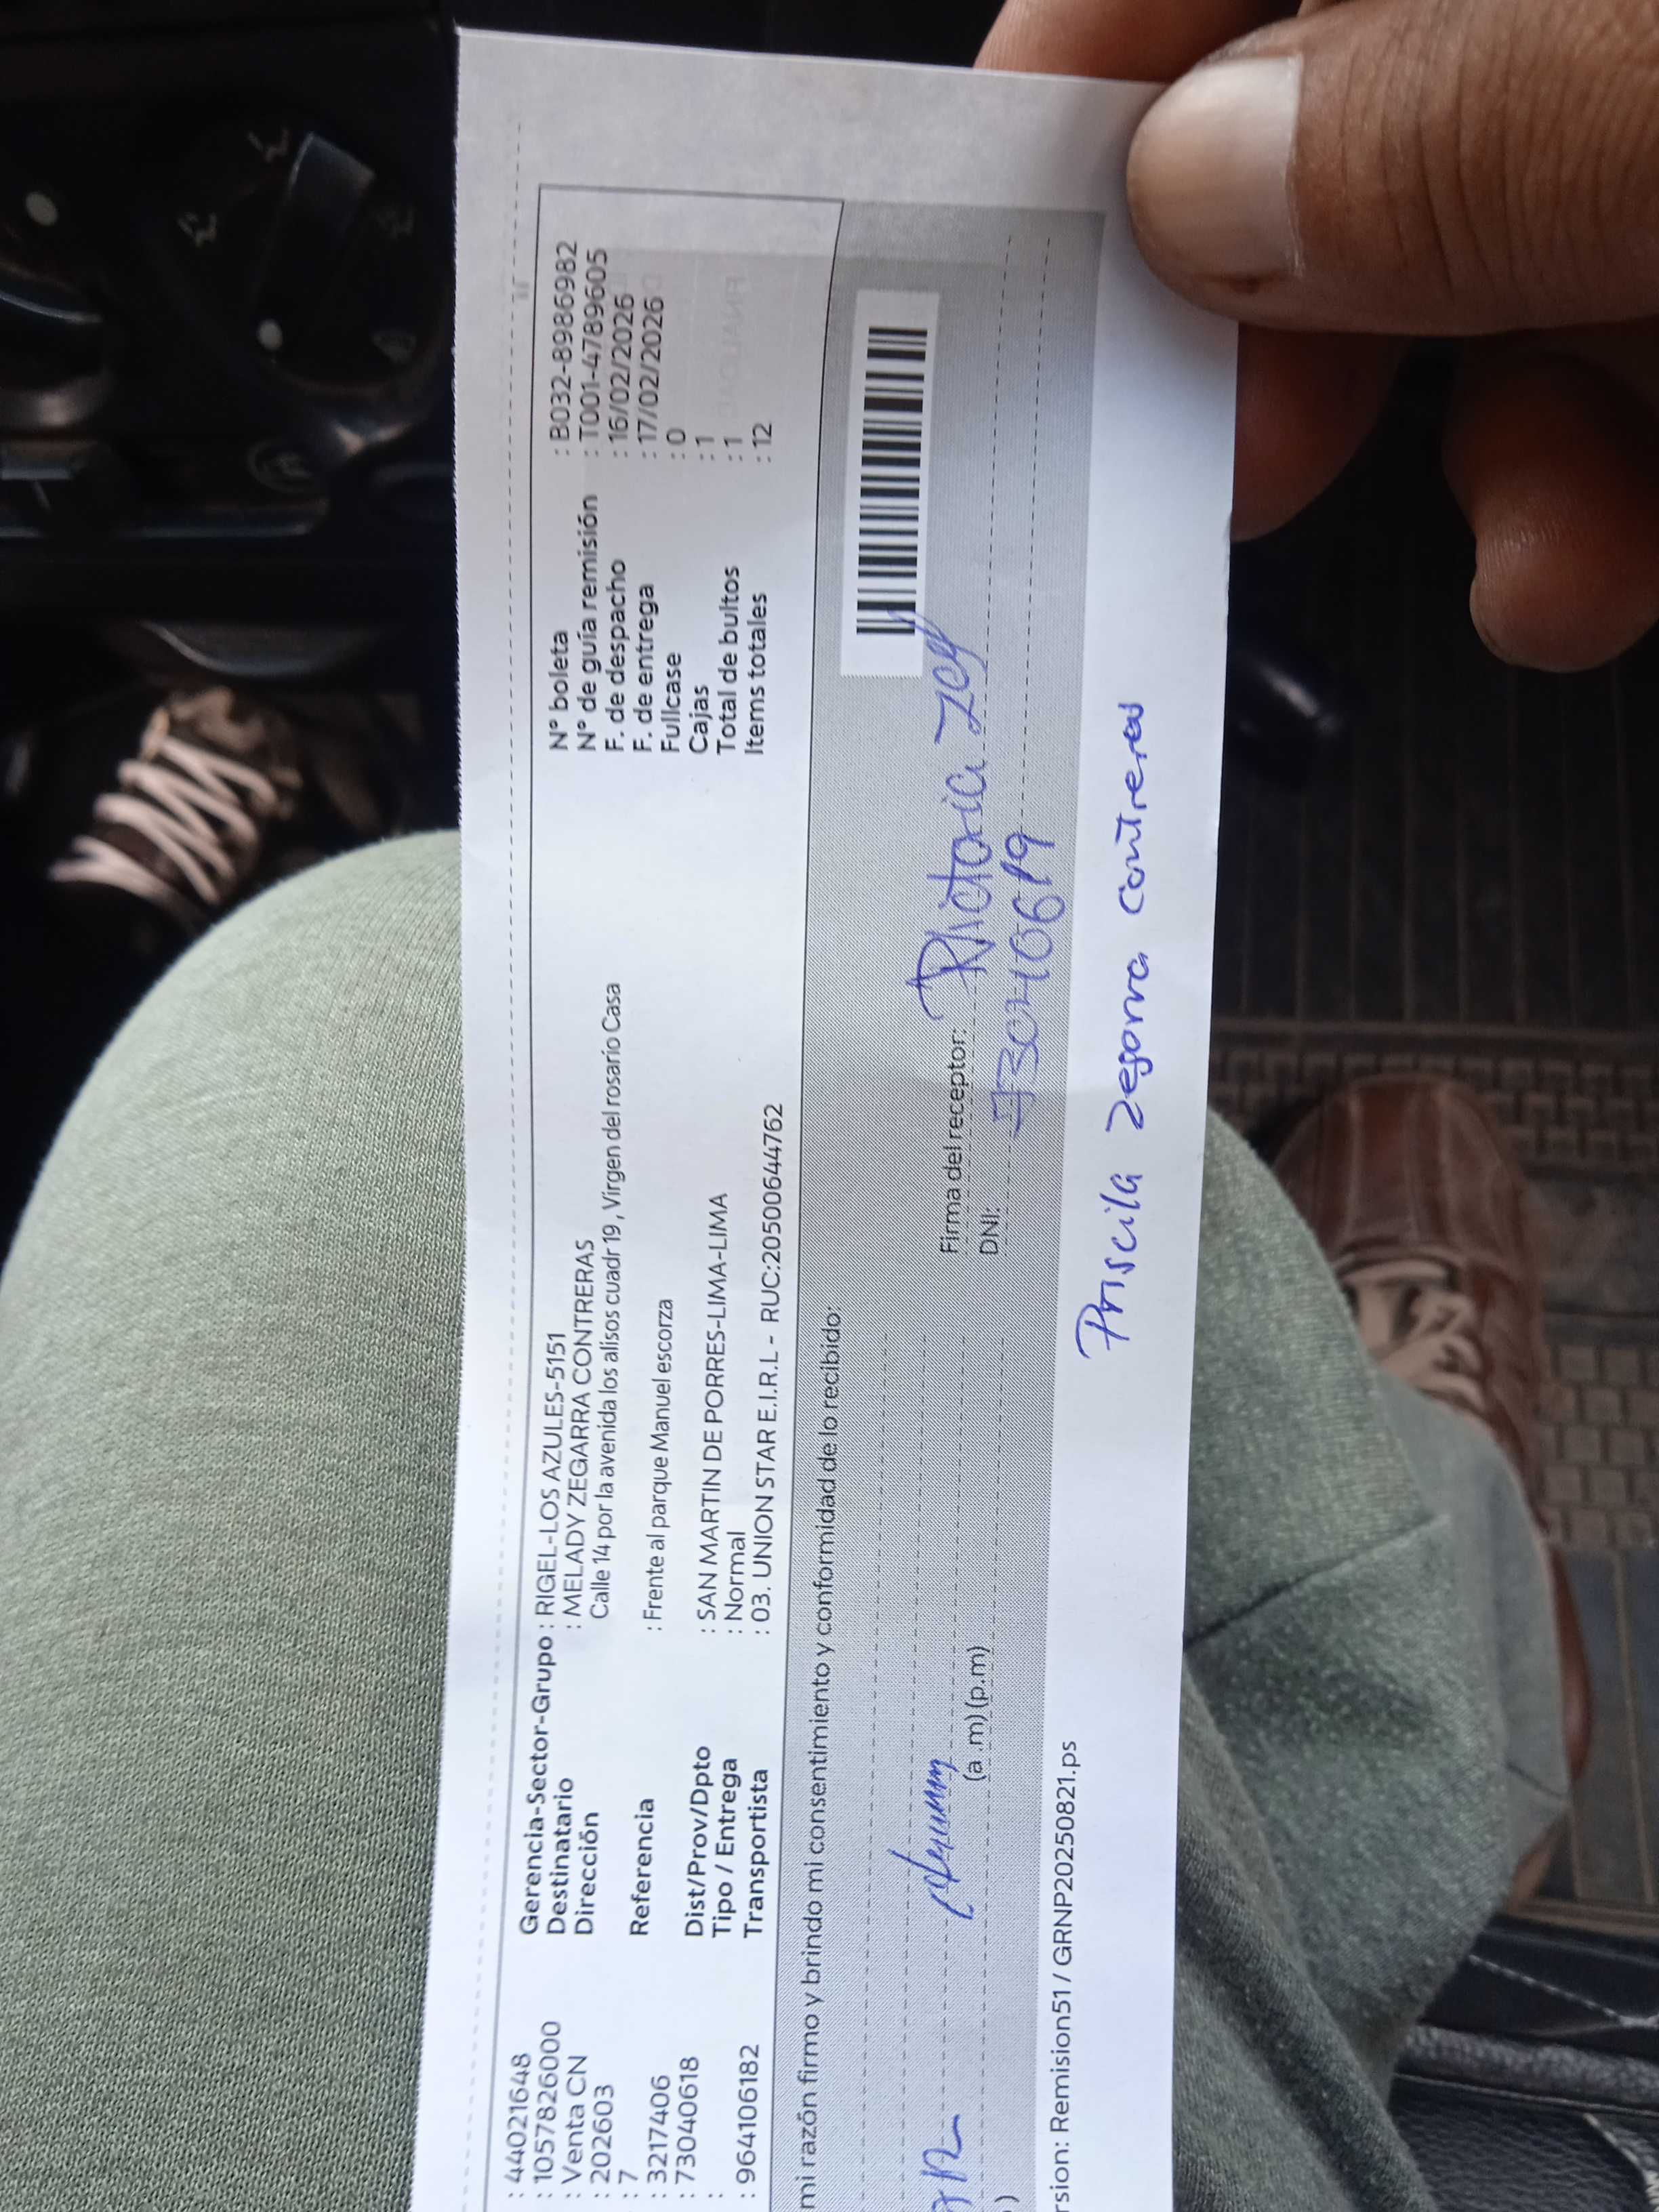 : 44021648
: 1057826000
: Venta CN
: 202603
: 7
: 3217406
: 73040618
:
: 964106182
Gerencia-Sector-Grupo : RIGEL-LOS AZULES-5151
Destinatario : MELADY ZEGARRA CONTRERAS
Dirección Calle 14 por la avenida los alisos cuadr 19 , Virgen del rosario Casa
Referencia : Frente al parque Manuel escorza
Dist/Prov/Dpto : SAN MARTIN DE PORRES-LIMA-LIMA
Tipo / Entrega : Normal
Transportista : 03. UNION STAR E.I.R.L - RUC:20500644762
N° boleta : B032-8986982
N° de guía remisión : T001-4789605
F. de despacho : 16/02/2026
F. de entrega : 17/02/2026
Fullcase : 0
Cajas : 1
Total de bultos : 1
Items totales : 12
mi razón firmo y brindo mi consentimiento y conformidad de lo recibido:
(a .m) (p.m)
Firma del receptor:
DNI: 73040619
rsion: Remision51 / GRNP20250821.ps
Priscila Zegarra contreras